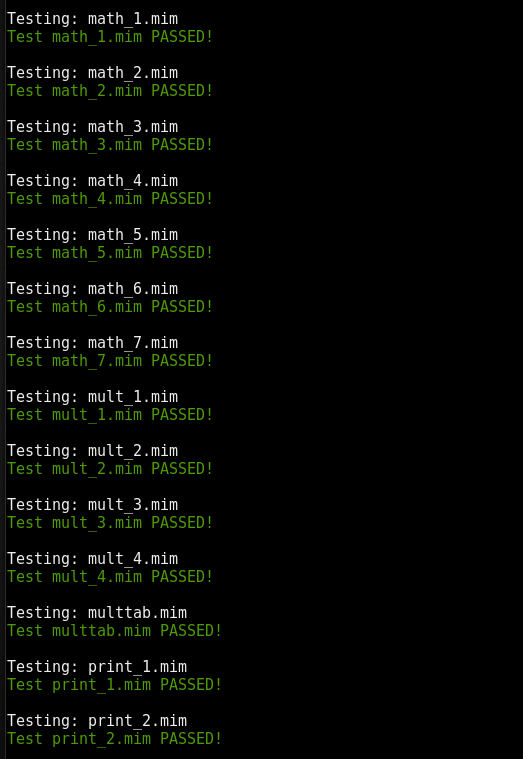 Testing: math_1.mim
Test math_1.mim PASSED!
Testing: math_2.mim
Test math_2.mim PASSED!
Testing: math_3.mim
Test math_3.mim PASSED!
Testing: math_4.mim
Test math_4.mim PASSED!
Testing: math_5.mim
Test math_5.mim PASSED!
Testing: math_6.mim
Test math_6.mim PASSED!
Testing: math_7.mim
Test math_7.mim PASSED!
Testing: mult_1.mim
Test mult_1.mim PASSED!
Testing: mult_2.mim
Test mult_2.mim PASSED!
Testing: mult_3.mim
Test mult_3.mim PASSED!
Testing: mult_4.mim
Test mult_4.mim PASSED!
Testing: multtab.mim
Test multtab.mim PASSED!
Testing: print_1.mim
Test print_1.mim PASSED!
Testing: print_2.mim
Test print_2.mim PASSED!